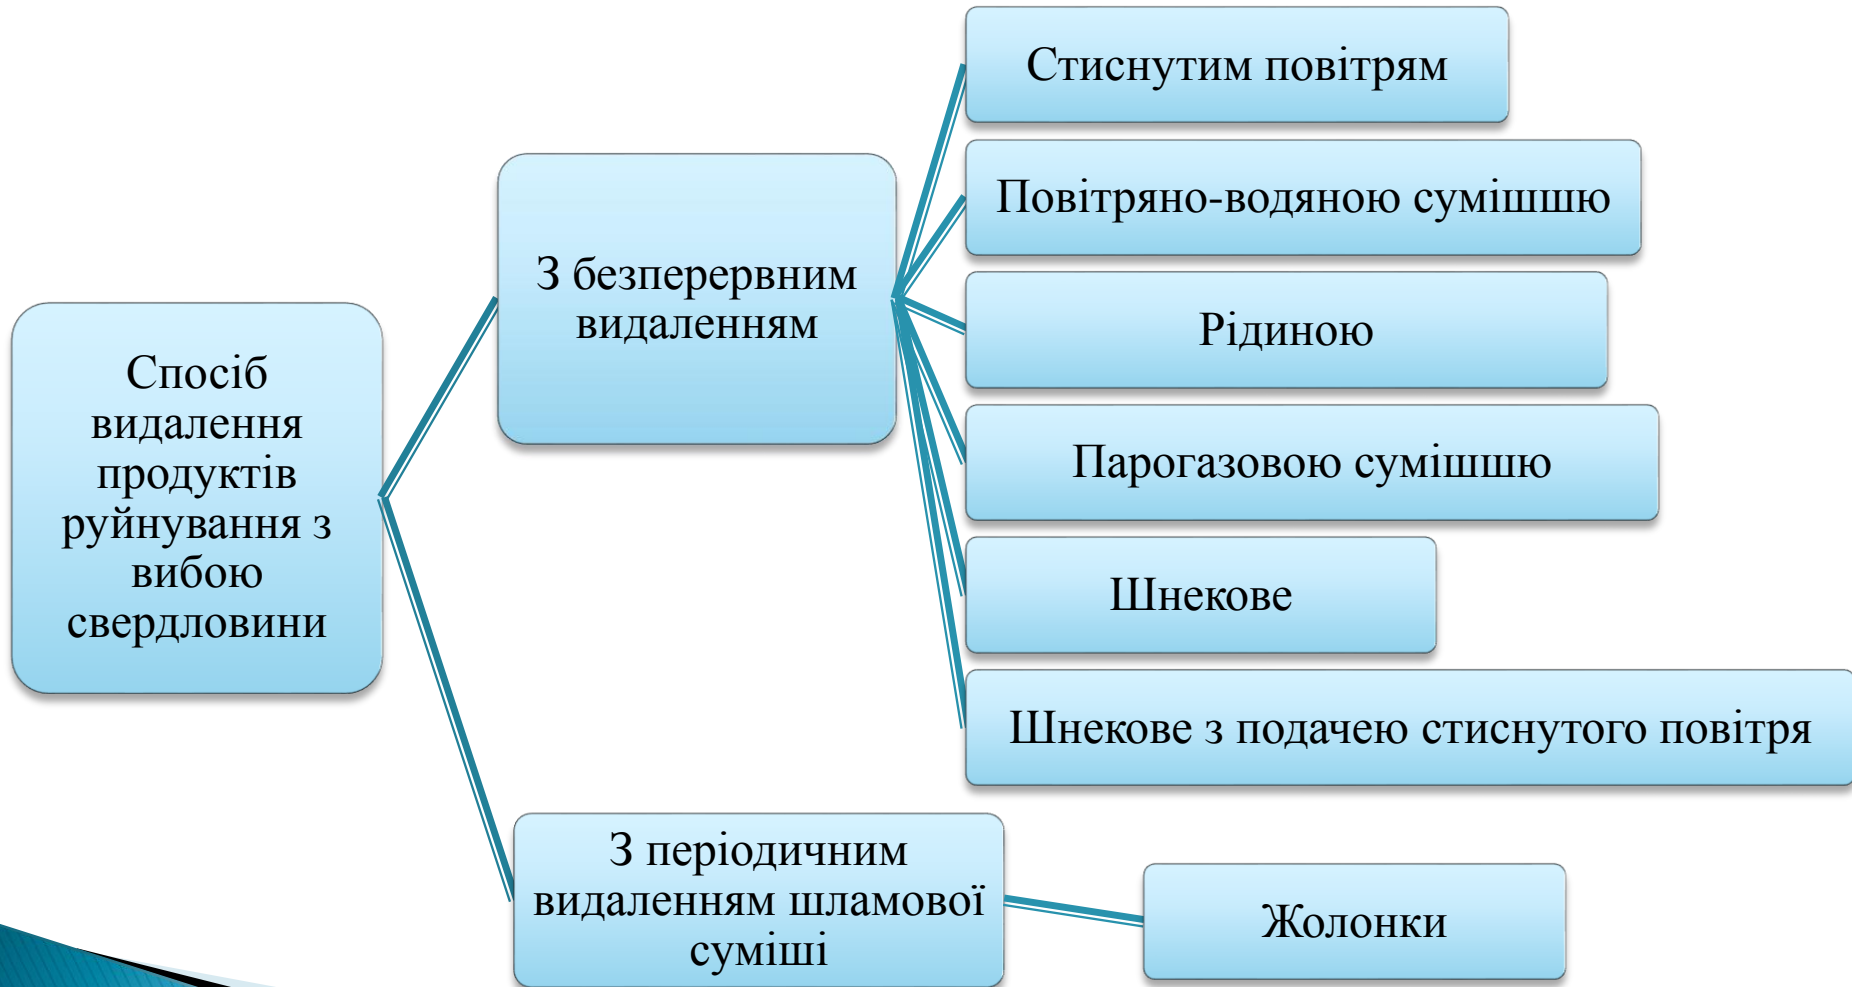 Спосіб
видалення
продуктів
руйнування з
вибою
свердловини
З безперервним
видаленням
Стиснутим повітрям
Повітряно-водяною сумішшю
Рідиною
Парогазовою сумішшю
Шнекове
Шнекове з подачею стиснутого повітря
З періодичним
видаленням шламової
суміші
Жолонки